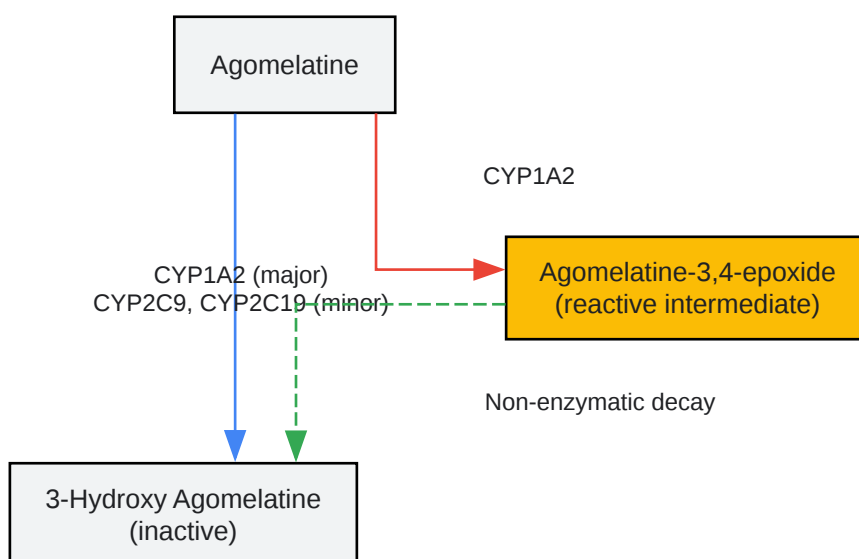 Agomelatine
CYP1A2
CYP1A2 (major)
CYP2C9, CYP2C19 (minor)
Agomelatine-3,4-epoxide
(reactive intermediate)
Non-enzymatic decay
3-Hydroxy Agomelatine
(inactive)